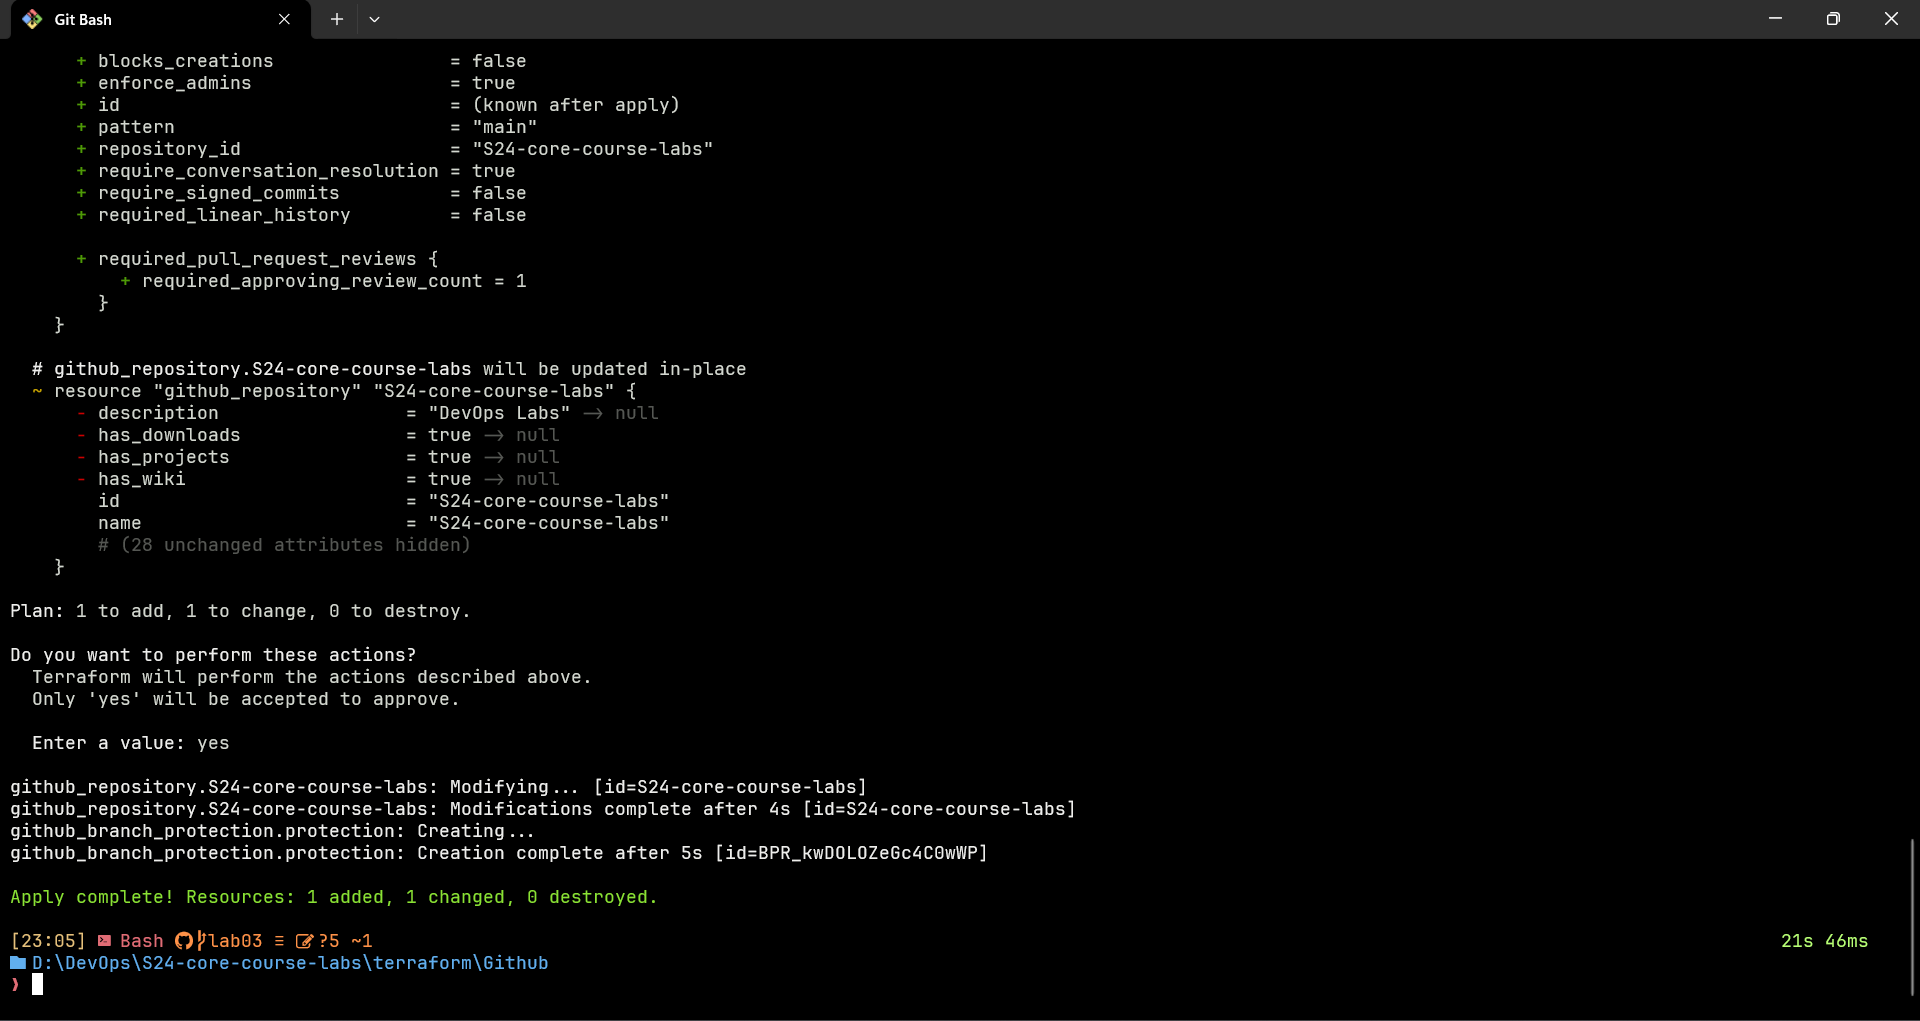 Git Bash
+ blocks_creations = false
+ enforce_admins = true
+ id = (known after apply)
+ pattern = "main"
+ repository_id = "S24-core-course-labs"
+ require_conversation_resolution = true
+ require_signed_commits = false
+ required_linear_history = false
+ required_pull_request_reviews {
+ required_approving_review_count = 1
}
}
# github_repository.S24-core-course-labs will be updated in-place
~ resource "github_repository" "S24-core-course-labs" {
- description = "DevOps Labs" -> null
- has_downloads = true -> null
- has_projects = true -> null
- has_wiki = true -> null
id = "S24-core-course-labs"
name = "S24-core-course-labs"
# (28 unchanged attributes hidden)
}
Plan: 1 to add, 1 to change, 0 to destroy.
Do you want to perform these actions?
Terraform will perform the actions described above.
Only 'yes' will be accepted to approve.
Enter a value: yes
github_repository.S24-core-course-labs: Modifying... [id=S24-core-course-labs]
github_repository.S24-core-course-labs: Modifications complete after 4s [id=S24-core-course-labs]
github_branch_protection.protection: Creating...
github_branch_protection.protection: Creation complete after 5s [id=BPR_kwDOLOZeGc4C0wWP]
Apply complete! Resources: 1 added, 1 changed, 0 destroyed.
[23:05] Bash lab03 ≡ ?5 ~1 21s 46ms
D:\DevOps\S24-core-course-labs\terraform\Github
❯